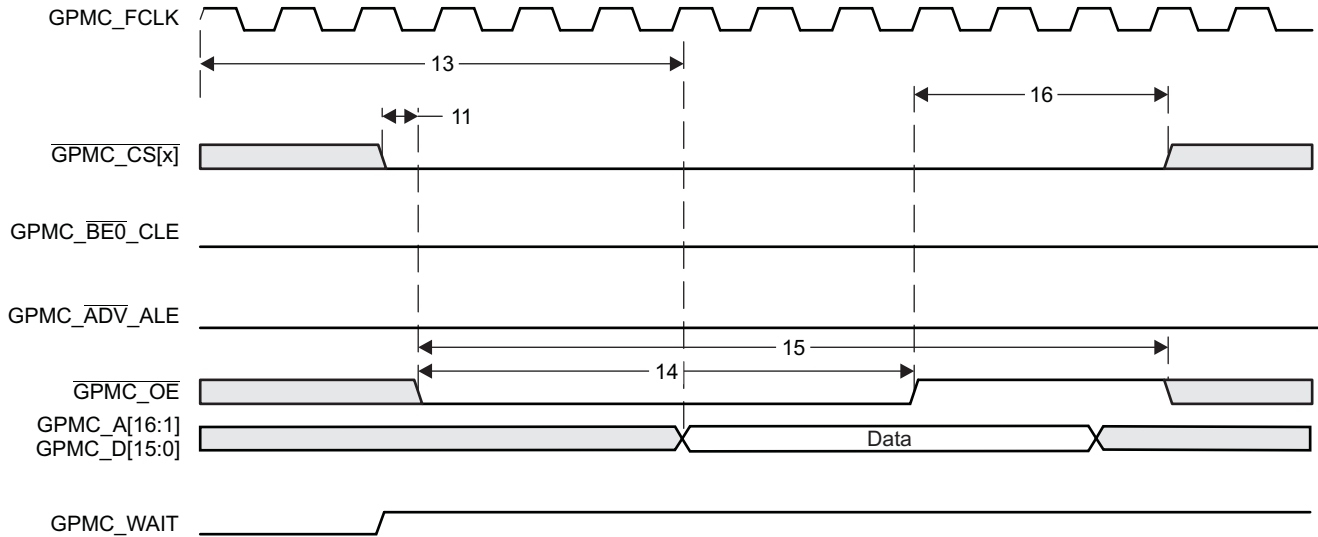 GPMC_FCLK
13
16
11
GPMC_CS[x]
GPMC_BE0_CLE
GPMC_ADV_ALE
15
14
GPMC_OE
GPMC_A[16:1]
GPMC_D[15:0]
Data
GPMC_WAIT